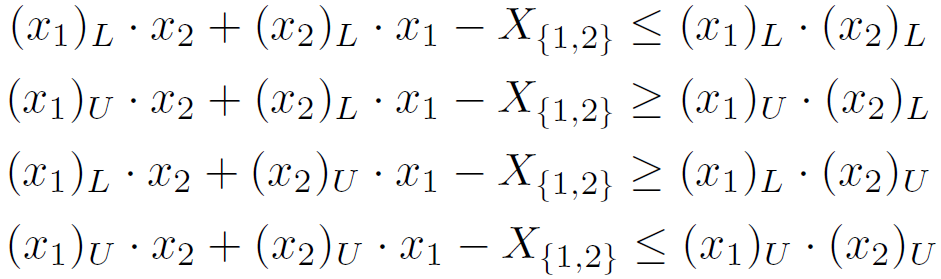 (x₁)_L · x₂ + (x₂)_L · x₁ − X_{1,2} ≤ (x₁)_L · (x₂)_L
(x₁)_U · x₂ + (x₂)_L · x₁ − X_{1,2} ≥ (x₁)_U · (x₂)_L
(x₁)_L · x₂ + (x₂)_U · x₁ − X_{1,2} ≥ (x₁)_L · (x₂)_U
(x₁)_U · x₂ + (x₂)_U · x₁ − X_{1,2} ≤ (x₁)_U · (x₂)_U